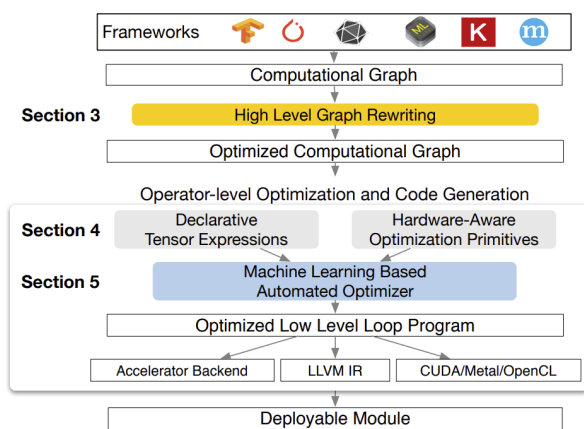 Frameworks
ML
K
m
Computational Graph
Section 3
High Level Graph Rewriting
Optimized Computational Graph
Operator-level Optimization and Code Generation
Section 4
Declarative
Tensor Expressions
Hardware-Aware
Optimization Primitives
Section 5
Machine Learning Based
Automated Optimizer
Optimized Low Level Loop Program
Accelerator Backend
LLVM IR
CUDA/Metal/OpenCL
Deployable Module